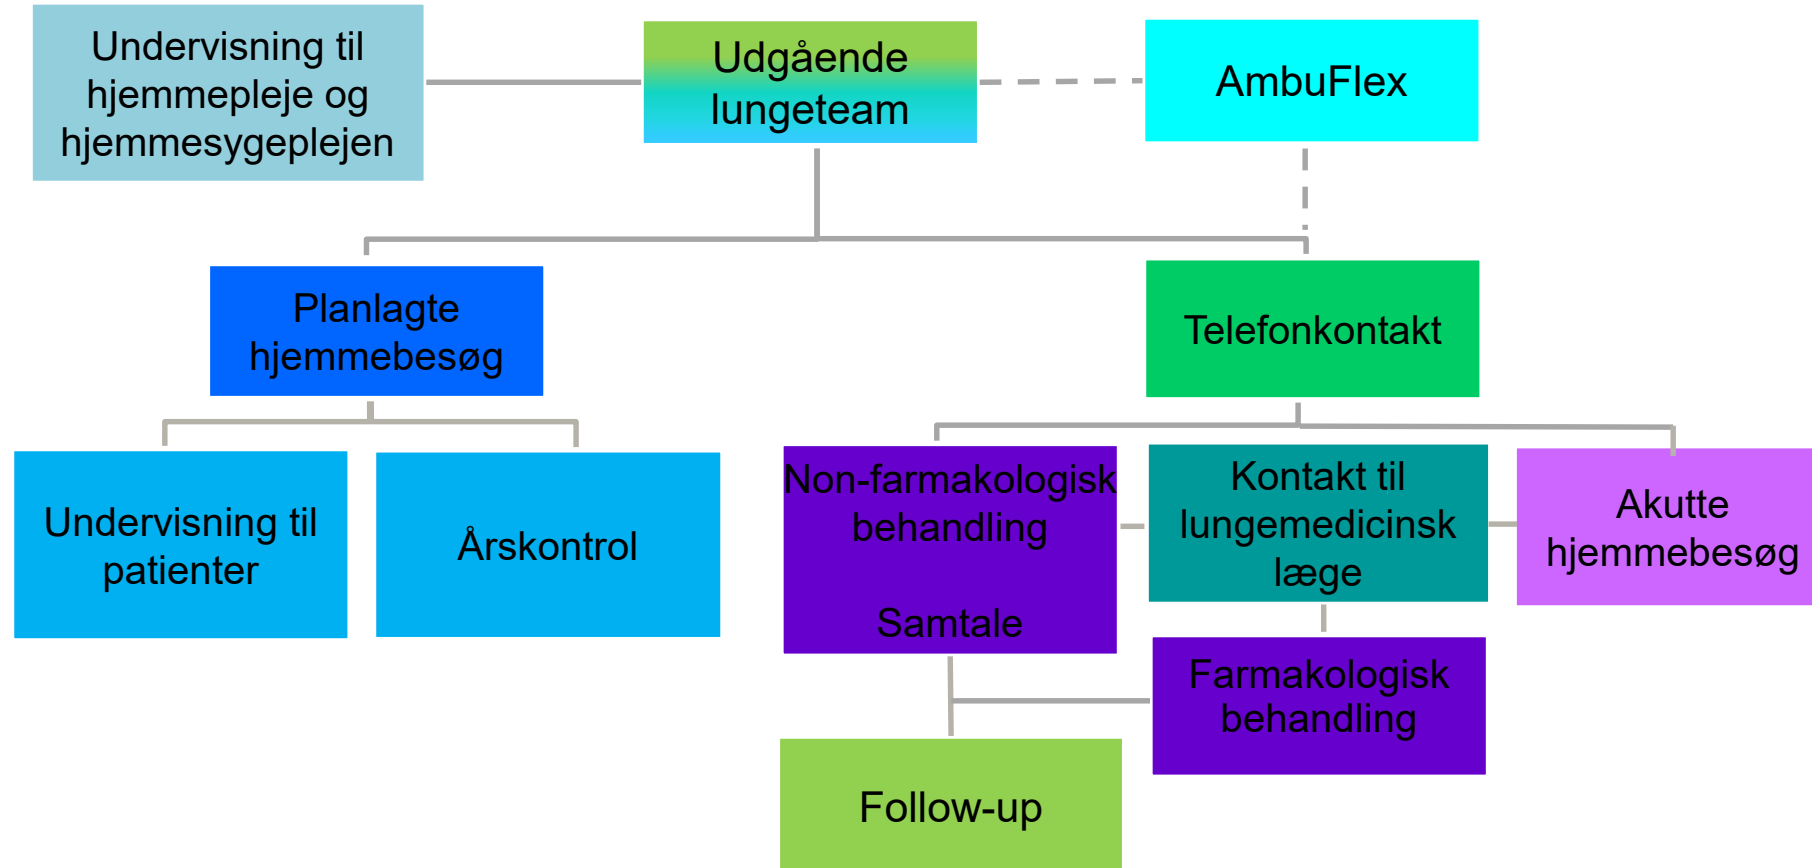 Undervisning til
hjemmepleje og
hjemmesygeplejen
Udgående
lungeteam
AmbuFlex
Planlagte
hjemmebesøg
Telefonkontakt
Undervisning til
patienter
Årskontrol
Non-farmakologisk
behandling
Samtale
Kontakt til
lungemedicinsk
læge
Akutte
hjemmebesøg
Farmakologisk
behandling
Follow-up